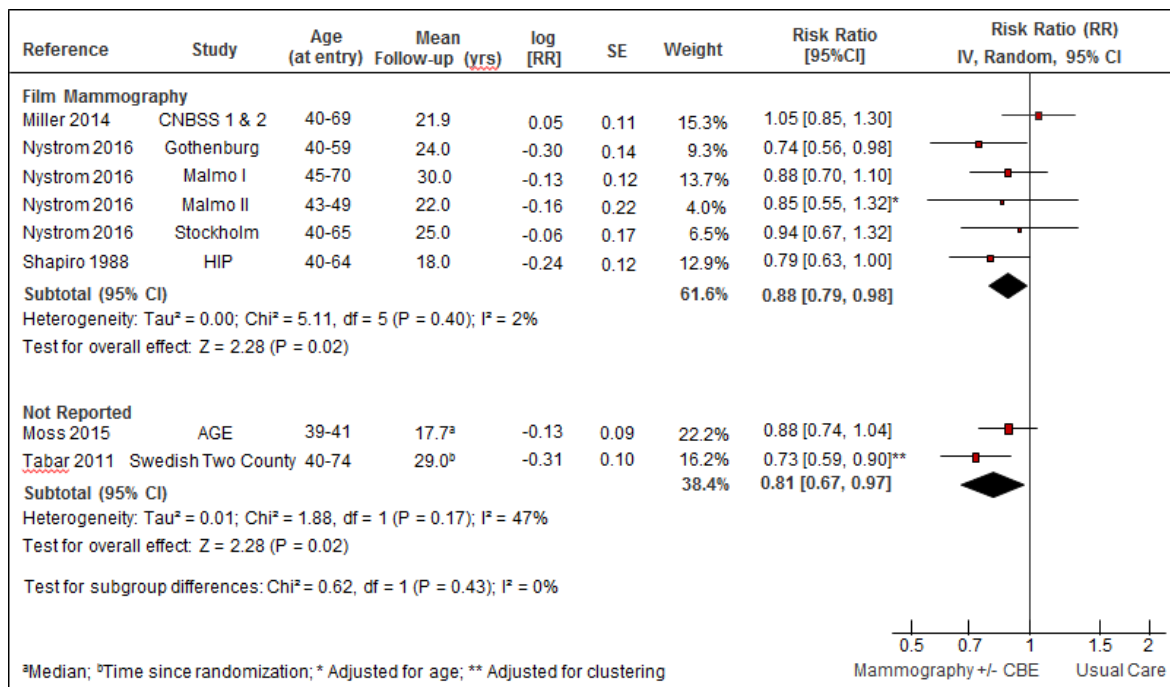 Reference Study Age (at entry) Mean Follow-up (yrs) log [RR] SE Weight Risk Ratio [95%CI] Risk Ratio (RR) IV, Random, 95% CI
Film Mammography
Miller 2014 CNBSS 1 & 2 40-69 21.9 0.05 0.11 15.3% 1.05 [0.85, 1.30]
Nystrom 2016 Gothenburg 40-59 24.0 -0.30 0.14 9.3% 0.74 [0.56, 0.98]
Nystrom 2016 Malmo I 45-70 30.0 -0.13 0.12 13.7% 0.88 [0.70, 1.10]
Nystrom 2016 Malmo II 43-49 22.0 -0.16 0.22 4.0% 0.85 [0.55, 1.32]*
Nystrom 2016 Stockholm 40-65 25.0 -0.06 0.17 6.5% 0.94 [0.67, 1.32]
Shapiro 1988 HIP 40-64 18.0 -0.24 0.12 12.9% 0.79 [0.63, 1.00]
Subtotal (95% CI) 61.6% 0.88 [0.79, 0.98]
Heterogeneity: Tau² = 0.00; Chi² = 5.11, df = 5 (P = 0.40); I² = 2%
Test for overall effect: Z = 2.28 (P = 0.02)
Not Reported
Moss 2015 AGE 39-41 17.7ª -0.13 0.09 22.2% 0.88 [0.74, 1.04]
Tabar 2011 Swedish Two County 40-74 29.0ᵇ -0.31 0.10 16.2% 0.73 [0.59, 0.90]**
Subtotal (95% CI) 38.4% 0.81 [0.67, 0.97]
Heterogeneity: Tau² = 0.01; Chi² = 1.88, df = 1 (P = 0.17); I² = 47%
Test for overall effect: Z = 2.28 (P = 0.02)
Test for subgroup differences: Chi² = 0.62, df = 1 (P = 0.43); I² = 0%
0.5 0.7 1 1.5 2
ªMedian; ᵇTime since randomization; * Adjusted for age; ** Adjusted for clustering Mammography +/- CBE Usual Care